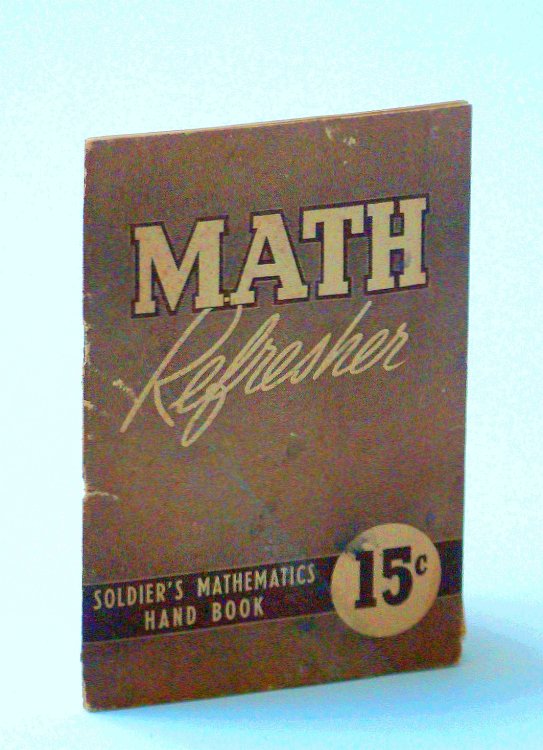 MATH
Refresher
SOLDIER'S MATHEMATICS
HAND BOOK
15c